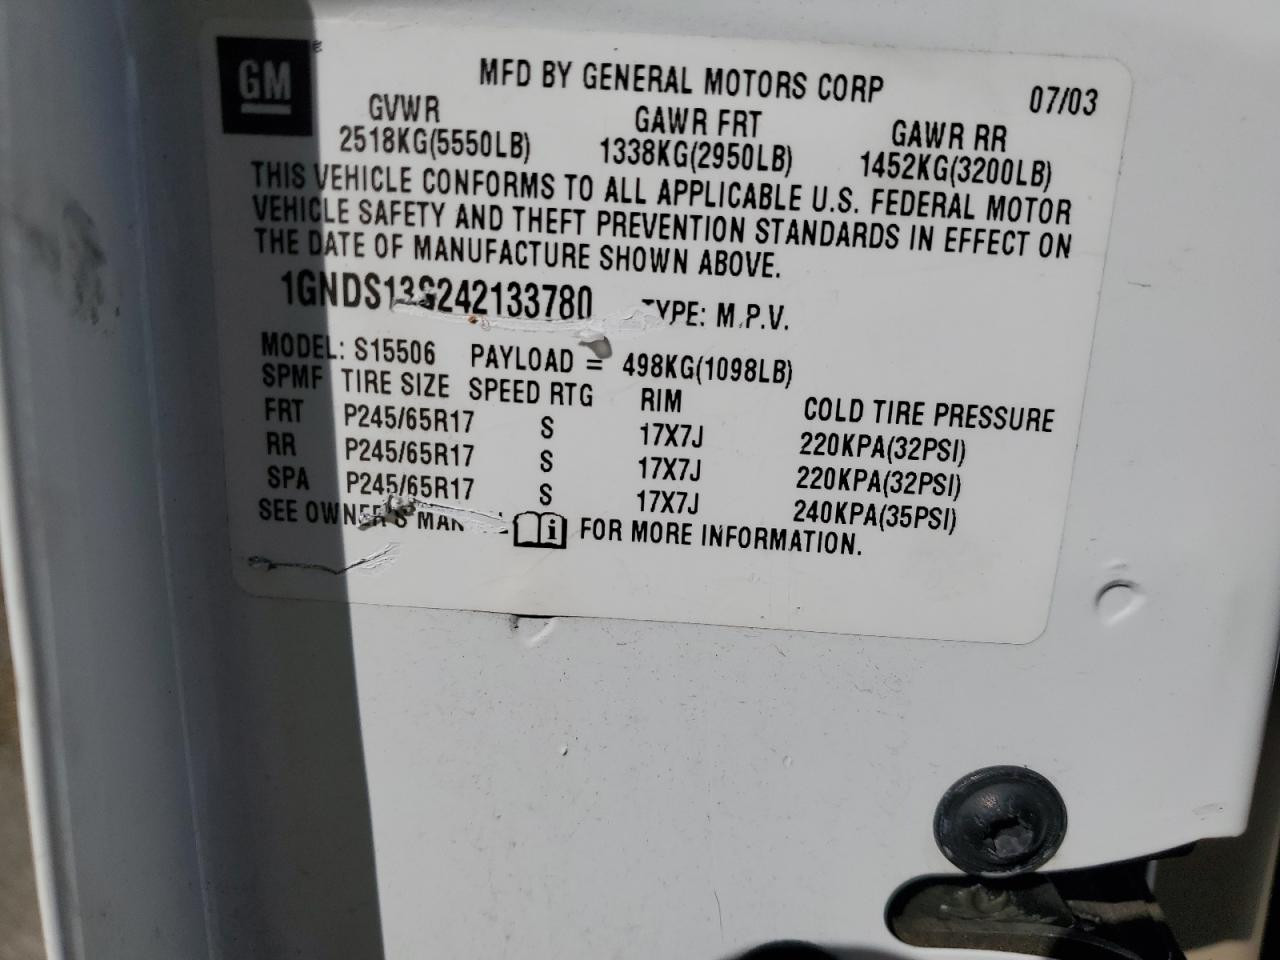 GM
MFD BY GENERAL MOTORS CORP 07/03
GVWR GAWR FRT GAWR RR
2518KG(5550LB) 1338KG(2950LB) 1452KG(3200LB)
THIS VEHICLE CONFORMS TO ALL APPLICABLE U.S. FEDERAL MOTOR
VEHICLE SAFETY AND THEFT PREVENTION STANDARDS IN EFFECT ON
THE DATE OF MANUFACTURE SHOWN ABOVE.
1GNDS13S242133780 TYPE: M.P.V.
MODEL: S15506 PAYLOAD = 498KG(1098LB)
SPMF TIRE SIZE SPEED RTG RIM COLD TIRE PRESSURE
FRT P245/65R17 S 17X7J 220KPA(32PSI)
RR P245/65R17 S 17X7J 220KPA(32PSI)
SPA P245/65R17 S 17X7J 240KPA(35PSI)
SEE OWNER'S MANUAL i FOR MORE INFORMATION.